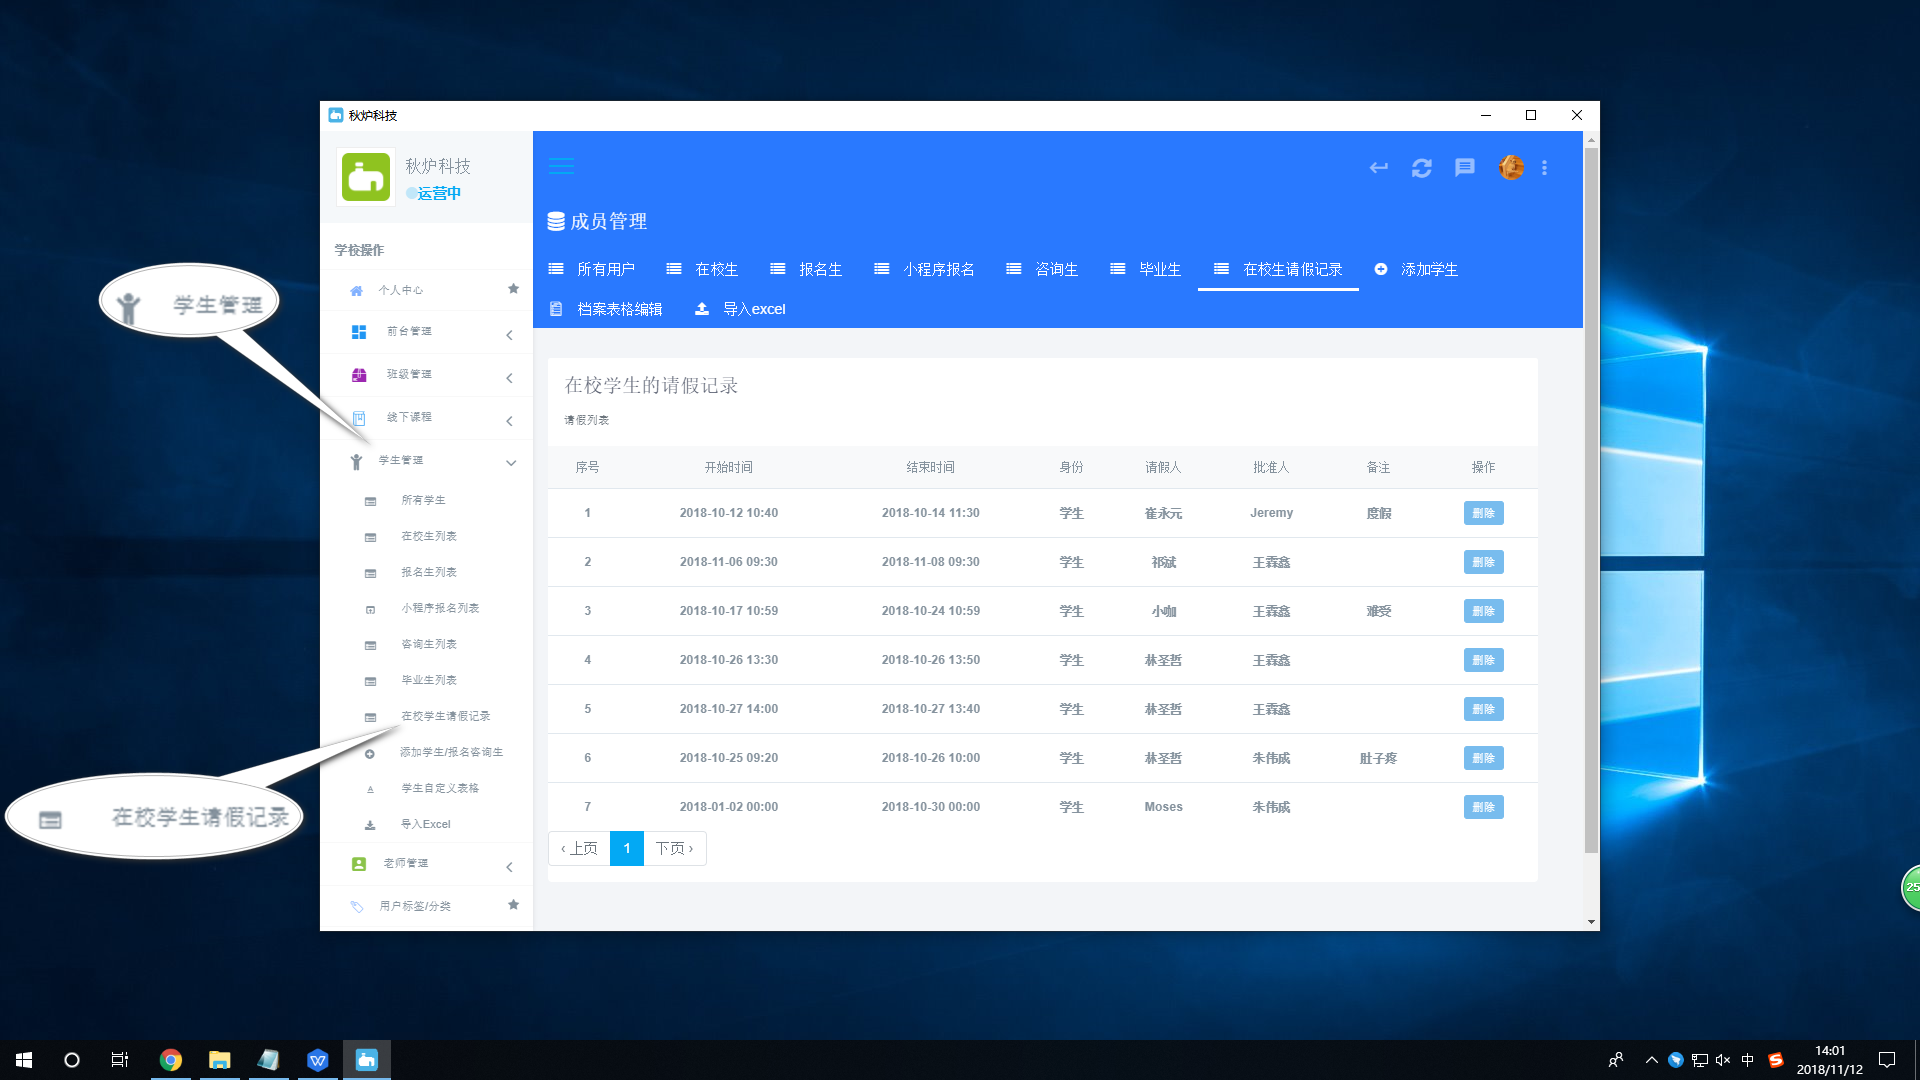 秋炉科技
秋炉科技
运营中
学校操作
个人中心
前台管理
班级管理
线下课程
学生管理
所有学生
在校生列表
报名生列表
小程序报名列表
咨询生列表
毕业生列表
在校学生请假记录
添加学生/报名咨询生
学生自定义表格
导入Excel
老师管理
用户标签/分类
学生管理
在校学生请假记录
成员管理
所有用户 在校生 报名生 小程序报名 咨询生 毕业生 在校生请假记录 添加学生
档案表格编辑 导入excel
在校学生的请假记录
请假列表
序号 开始时间 结束时间 身份 请假人 批准人 备注 操作
1 2018-10-12 10:40 2018-10-14 11:30 学生 崔永元 Jeremy 度假 删除
2 2018-11-06 09:30 2018-11-08 09:30 学生 祁斌 王霖鑫 删除
3 2018-10-17 10:59 2018-10-24 10:59 学生 小咖 王霖鑫 难受 删除
4 2018-10-26 13:30 2018-10-26 13:50 学生 林圣哲 王霖鑫 删除
5 2018-10-27 14:00 2018-10-27 13:40 学生 林圣哲 王霖鑫 删除
6 2018-10-25 09:20 2018-10-26 10:00 学生 林圣哲 朱伟成 肚子疼 删除
7 2018-01-02 00:00 2018-10-30 00:00 学生 Moses 朱伟成 删除
‹ 上页 1 下页 ›
25
中
14:01
2018/11/12